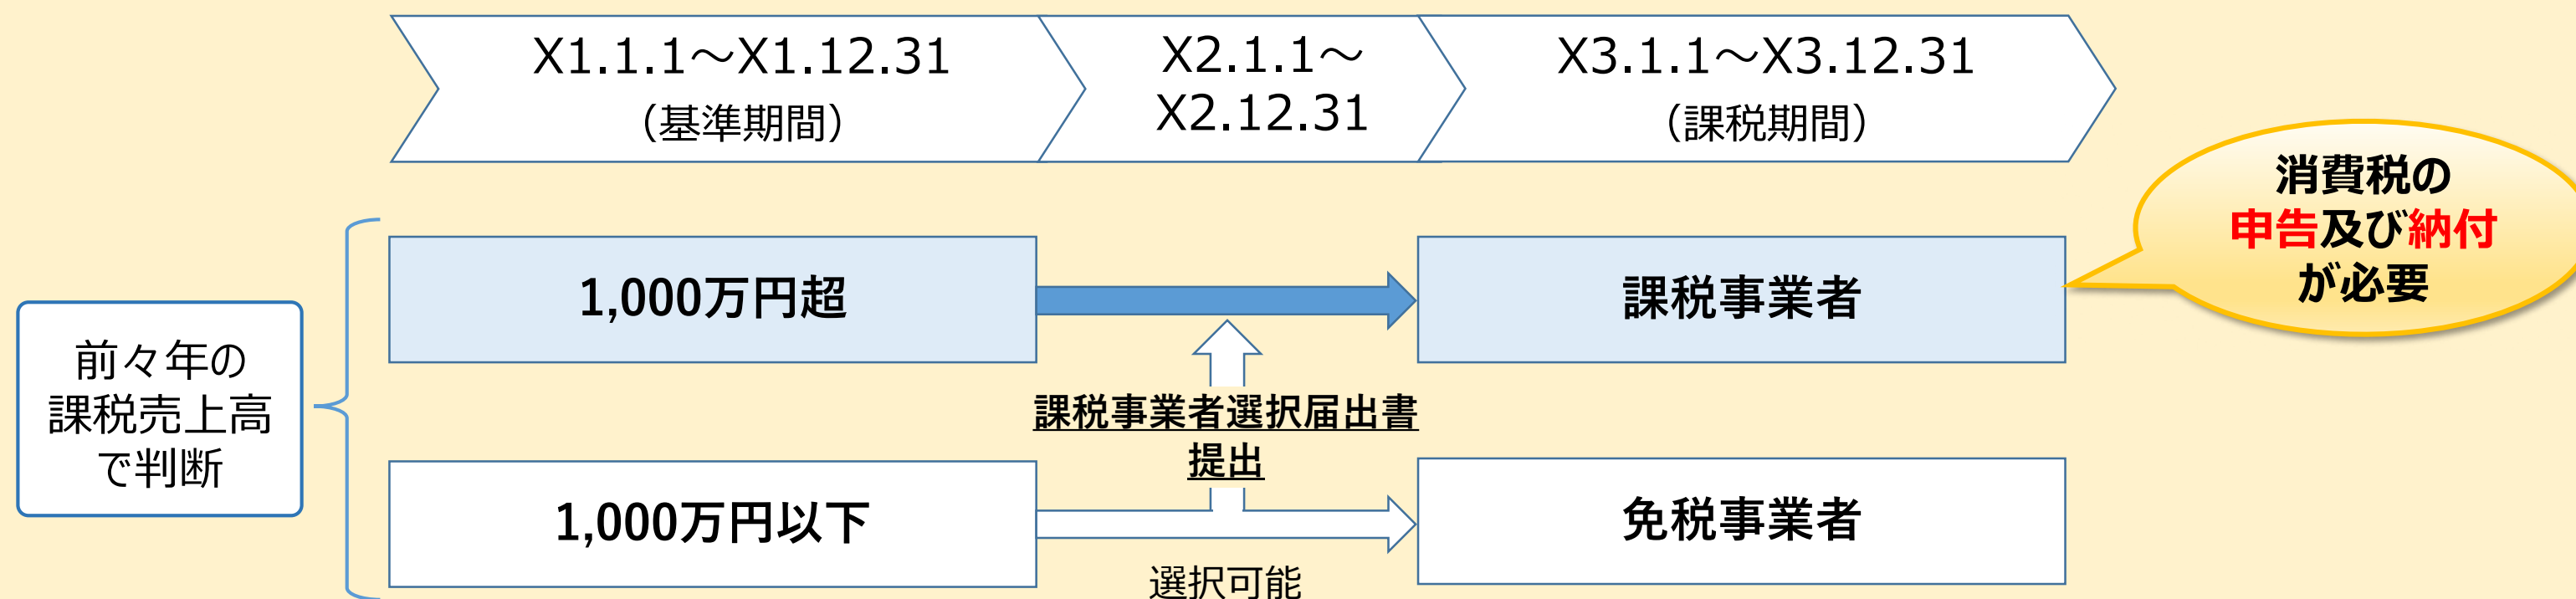 X1.1.1～X1.12.31
（基準期間）
X2.1.1～
X2.12.31
X3.1.1～X3.12.31
（課税期間）
消費税の
申告及び納付
が必要
前々年の
課税売上高
で判断
1,000万円超
課税事業者
課税事業者選択届出書
提出
1,000万円以下
免税事業者
選択可能